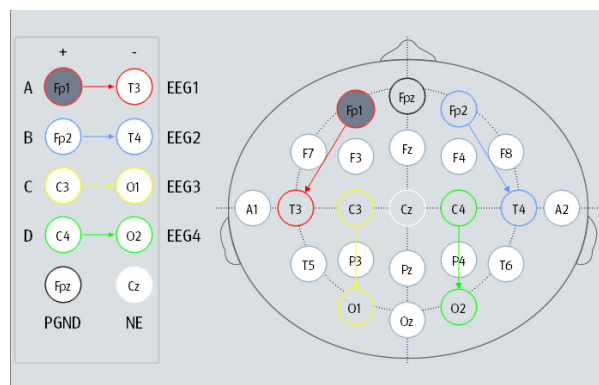 + -
A Fp1 T3 EEG1
B Fp2 T4 EEG2
C C3 O1 EEG3
D C4 O2 EEG4
Fpz Cz
PGND NE
Fpz
Fp1 Fp2
F7 F3 Fz F4 F8
A1 T3 C3 Cz C4 T4 A2
T5 P3 Pz P4 T6
O1 Oz O2